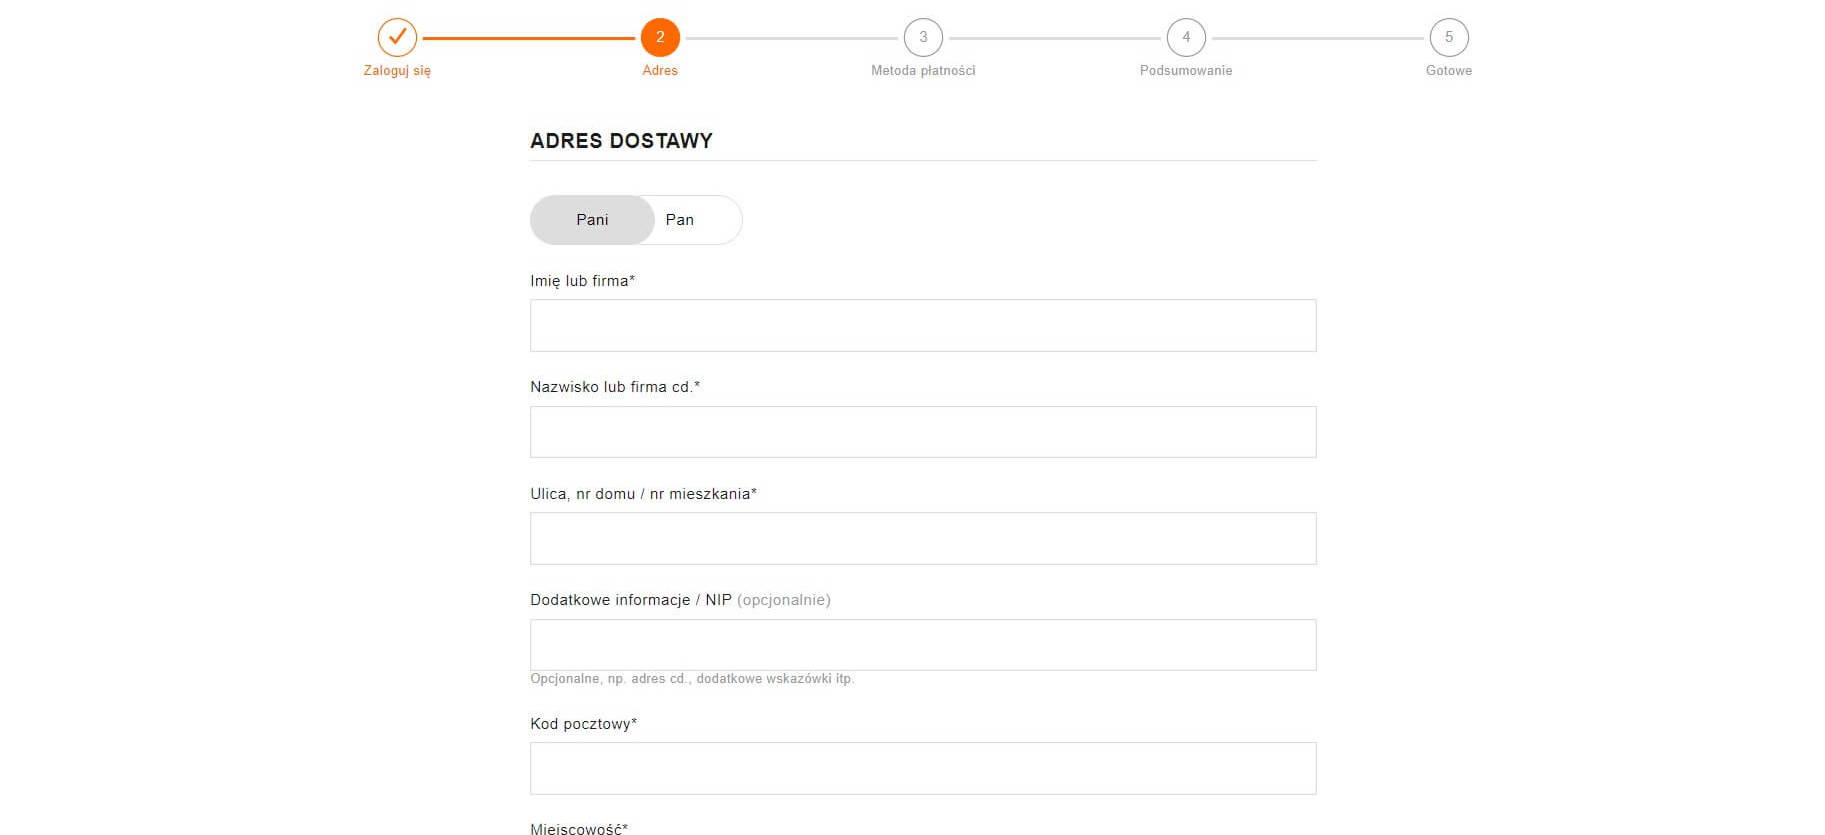 2 3 4 5
Zaloguj się Adres Metoda płatności Podsumowanie Gotowe
ADRES DOSTAWY
Pani Pan
Imię lub firma*
Nazwisko lub firma cd.*
Ulica, nr domu / nr mieszkania*
Dodatkowe informacje / NIP (opcjonalnie)
Opcjonalne, np. adres cd., dodatkowe wskazówki itp.
Kod pocztowy*
Miejscowość*